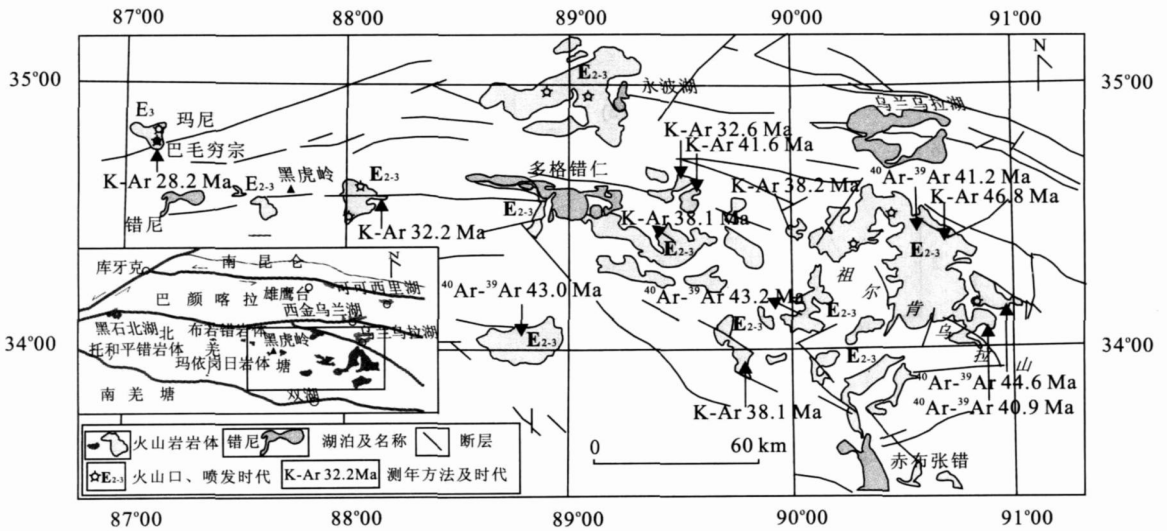 87°00'
88°00'
89°00'
90°00'
91°00'
N
35°00
35°00'
E₂₋₃
永波湖
乌兰乌拉湖
E₃
玛尼
巴毛穷宗
K-Ar 32.6 Ma
K-Ar 41.6 Ma
多格错仁
K-Ar 28.2 Ma
E₂₋₃
黑虎岭
E₂₋₃
K-Ar 38.2 Ma
⁴⁰Ar-³⁹Ar 41.2 Ma
K-Ar 46.8 Ma
错尼
K-Ar 32.2 Ma
E₂₋₃
K-Ar 38.1 Ma
E₂₋₃
E₂₋₃
祖尔肯乌拉山
⁴⁰Ar-³⁹Ar 43.0 Ma
⁴⁰Ar-³⁹Ar 43.2 Ma
E₂₋₃
E₂₋₃
E₂₋₃
E₂₋₃
34°00'
34°00'
K-Ar 38.1 Ma
⁴⁰Ar-³⁹Ar 44.6 Ma
⁴⁰Ar-³⁹Ar 40.9 Ma
赤布张错
0 60 km
库牙克
南昆仑
N
巴颜喀拉
雄鹰台
可可西里湖
西金乌兰湖
黑石北湖
北羌塘
布若错岩体
乌兰乌拉湖
托和平错岩体
黑虎岭
玛依岗日岩体
南羌塘
双湖
火山岩岩体
错尼
湖泊及名称
断层
E₂₋₃
火山口、喷发时代
K-Ar 32.2Ma
测年方法及时代
87°00'
88°00'
89°00'
90°00'
91°00'